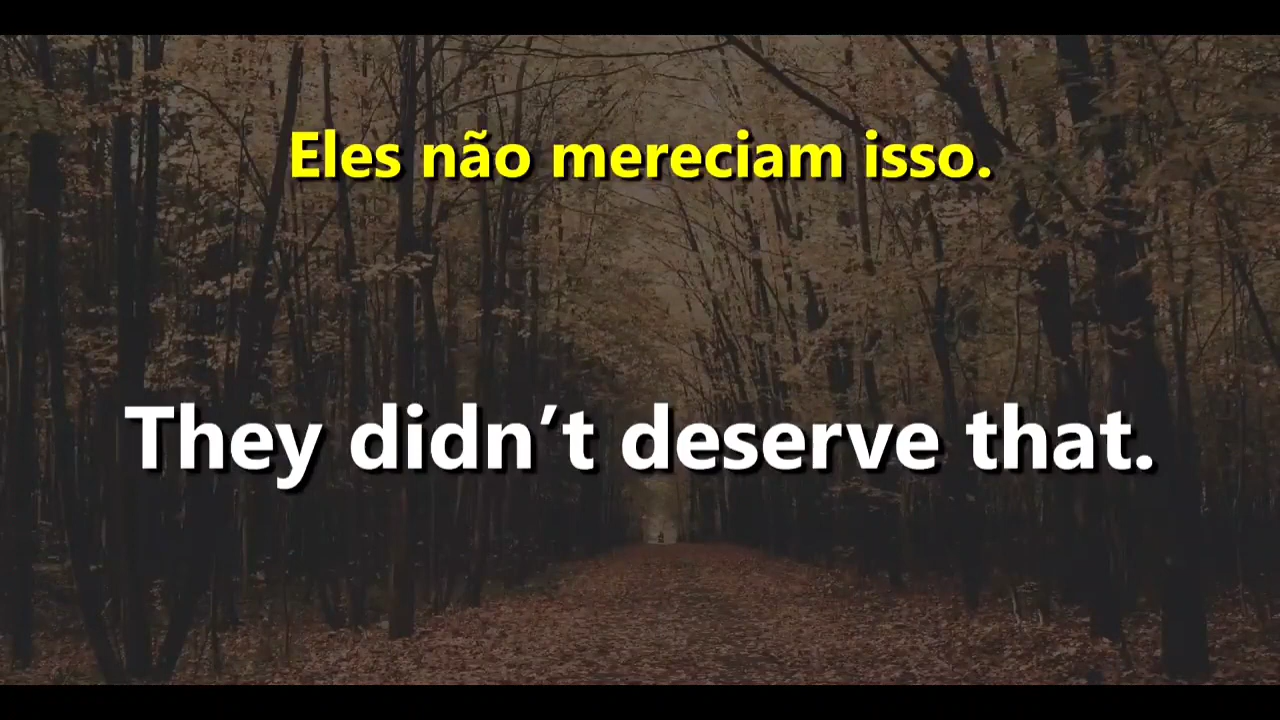 Eles não mereciam isso.
They didn’t deserve that.